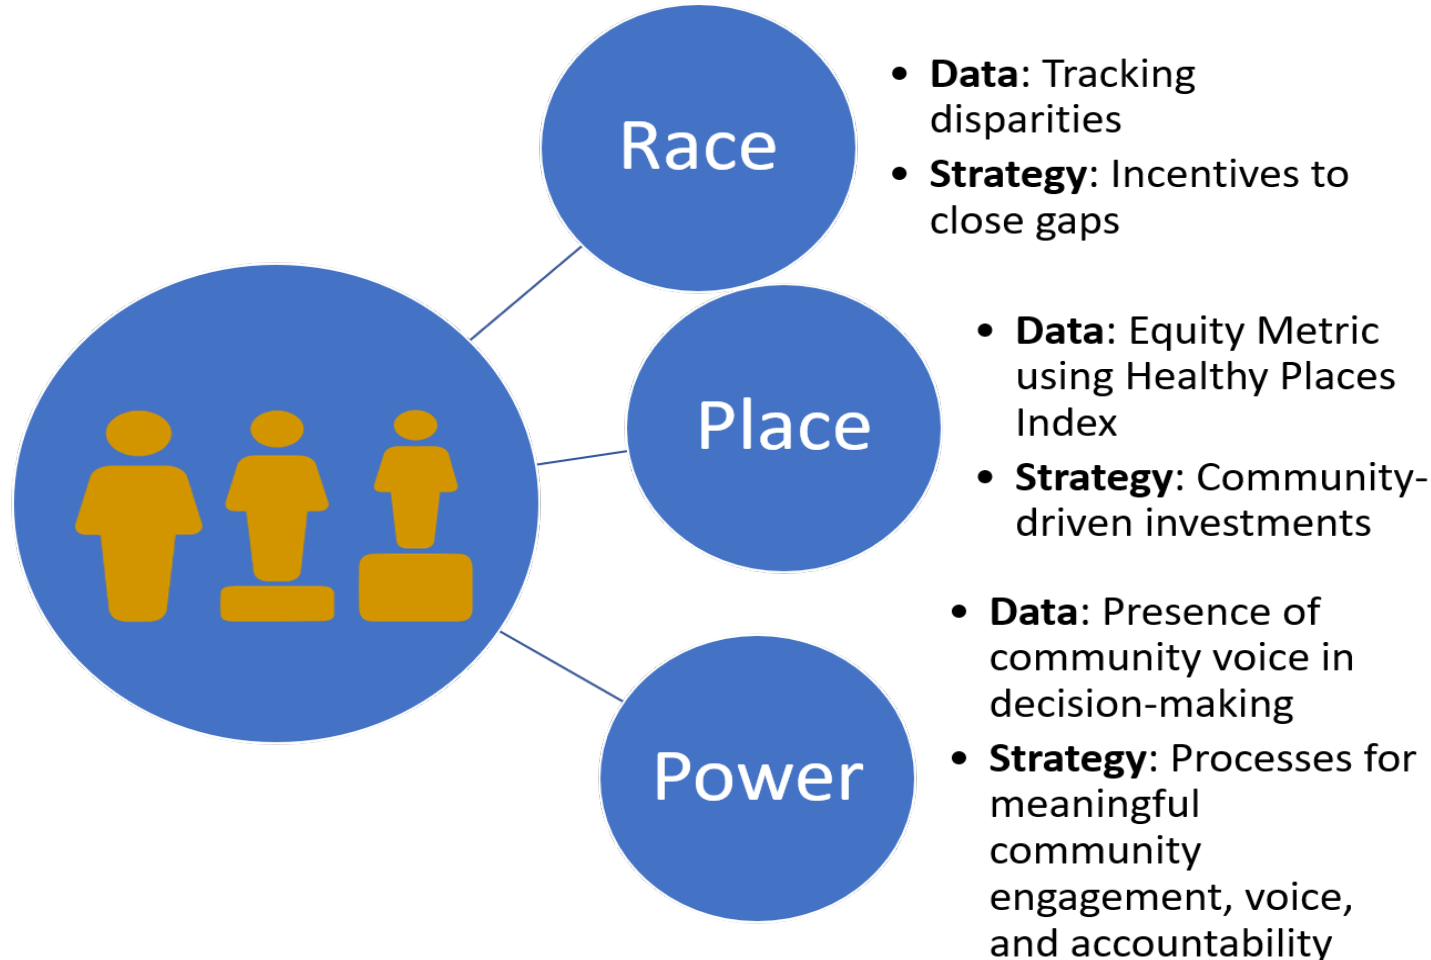 Race
• Data: Tracking
disparities
• Strategy: Incentives to
close gaps
Place
• Data: Equity Metric
using Healthy Places
Index
• Strategy: Community-
driven investments
Power
• Data: Presence of
community voice in
decision-making
• Strategy: Processes for
meaningful
community
engagement, voice,
and accountability